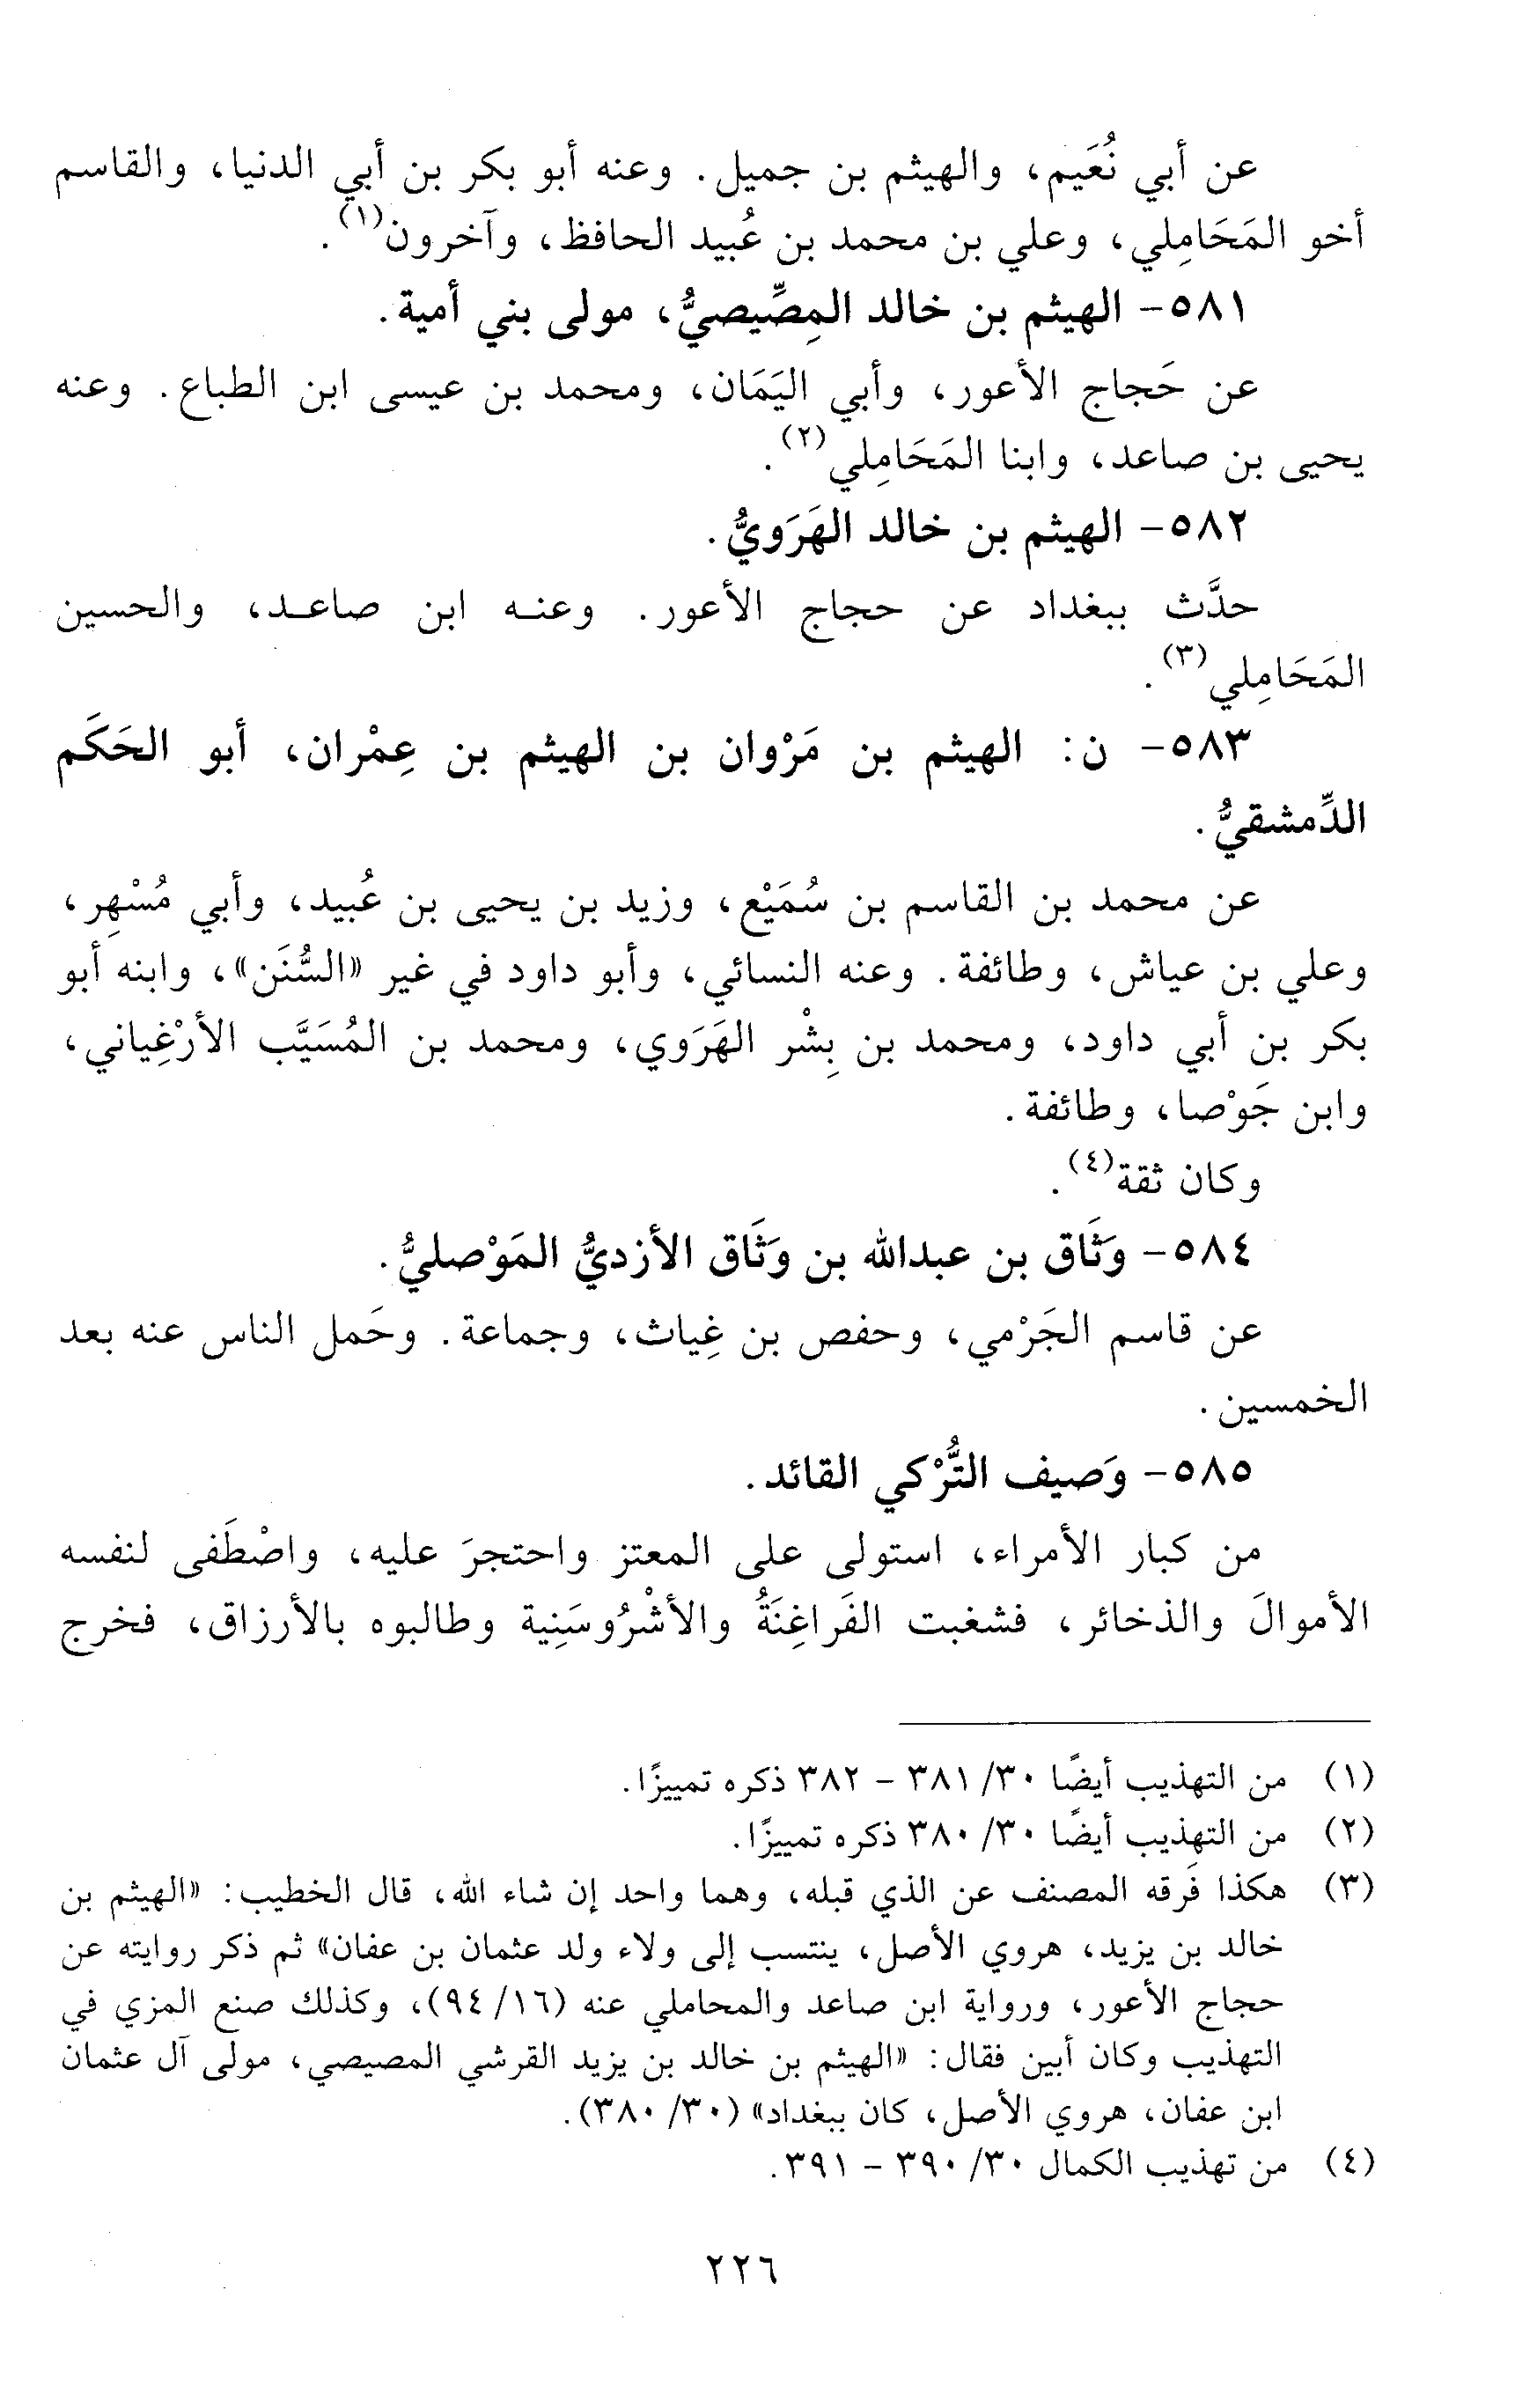 عن أبي نُعَيم، والهيثم بن جميل. وعنه أبو بكر بن أبي الدنيا، والقاسم
أخو المَحَامِلي، وعلي بن محمد بن عُبيد الحافظ، وآخرون(١).
٥٨١- الهيثم بن خالد المِصِّيصيُّ، مولى بني أمية.
عن حَجاج الأعور، وأبي اليَمَان، ومحمد بن عيسى ابن الطباع. وعنه
يحيى بن صاعد، وابنا المَحَامِلي(٢).
٥٨٢- الهيثم بن خالد الهَرَويُّ.
حدَّث ببغداد عن حجاج الأعور. وعنه ابن صاعد، والحسين
المَحَامِلي(٣).
٥٨٣- ن: الهيثم بن مَرْوان بن الهيثم بن عِمْران، أبو الحَكَم
الدِّمشقيُّ.
عن محمد بن القاسم بن سُمَيْع، وزيد بن يحيى بن عُبيد، وأبي مُسْهِر،
وعلي بن عياش، وطائفة. وعنه النسائي، وأبو داود في غير «السُّنَن»، وابنه أبو
بكر بن أبي داود، ومحمد بن بِشْر الهَرَوي، ومحمد بن المُسَيَّب الأرْغِياني،
وابن جَوْصا، وطائفة.
وكان ثقة(٤).
٥٨٤- وَثَاق بن عبدالله بن وَثَاق الأزديُّ المَوْصليُّ.
عن قاسم الجَرْمي، وحفص بن غِياث، وجماعة. وحَمل الناس عنه بعد
الخمسين.
٥٨٥- وَصيف التُّرْكي القائد.
من كبار الأمراء، استولى على المعتز واحتجرَ عليه، واصْطَفى لنفسه
الأموالَ والذخائر، فشغبت الفَراغِنَةُ والأشْرُوسَنِية وطالبوه بالأرزاق، فخرج
(١) من التهذيب أيضًا ٣٠/ ٣٨١ - ٣٨٢ ذكره تمييزًا.
(٢) من التهذيب أيضًا ٣٠/ ٣٨٠ ذكره تمييزًا.
(٣) هكذا فَرقه المصنف عن الذي قبله، وهما واحد إن شاء الله، قال الخطيب: «الهيثم بن
خالد بن يزيد، هروي الأصل، ينتسب إلى ولاء ولد عثمان بن عفان» ثم ذكر روايته عن
حجاج الأعور، ورواية ابن صاعد والمحاملي عنه (١٦/ ٩٤)، وكذلك صنع المزي في
التهذيب وكان أبين فقال: «الهيثم بن خالد بن يزيد القرشي المصيصي، مولى آل عثمان
ابن عفان، هروي الأصل، كان ببغداد» (٣٠/ ٣٨٠).
(٤) من تهذيب الكمال ٣٠/ ٣٩٠ - ٣٩١.
٢٢٦